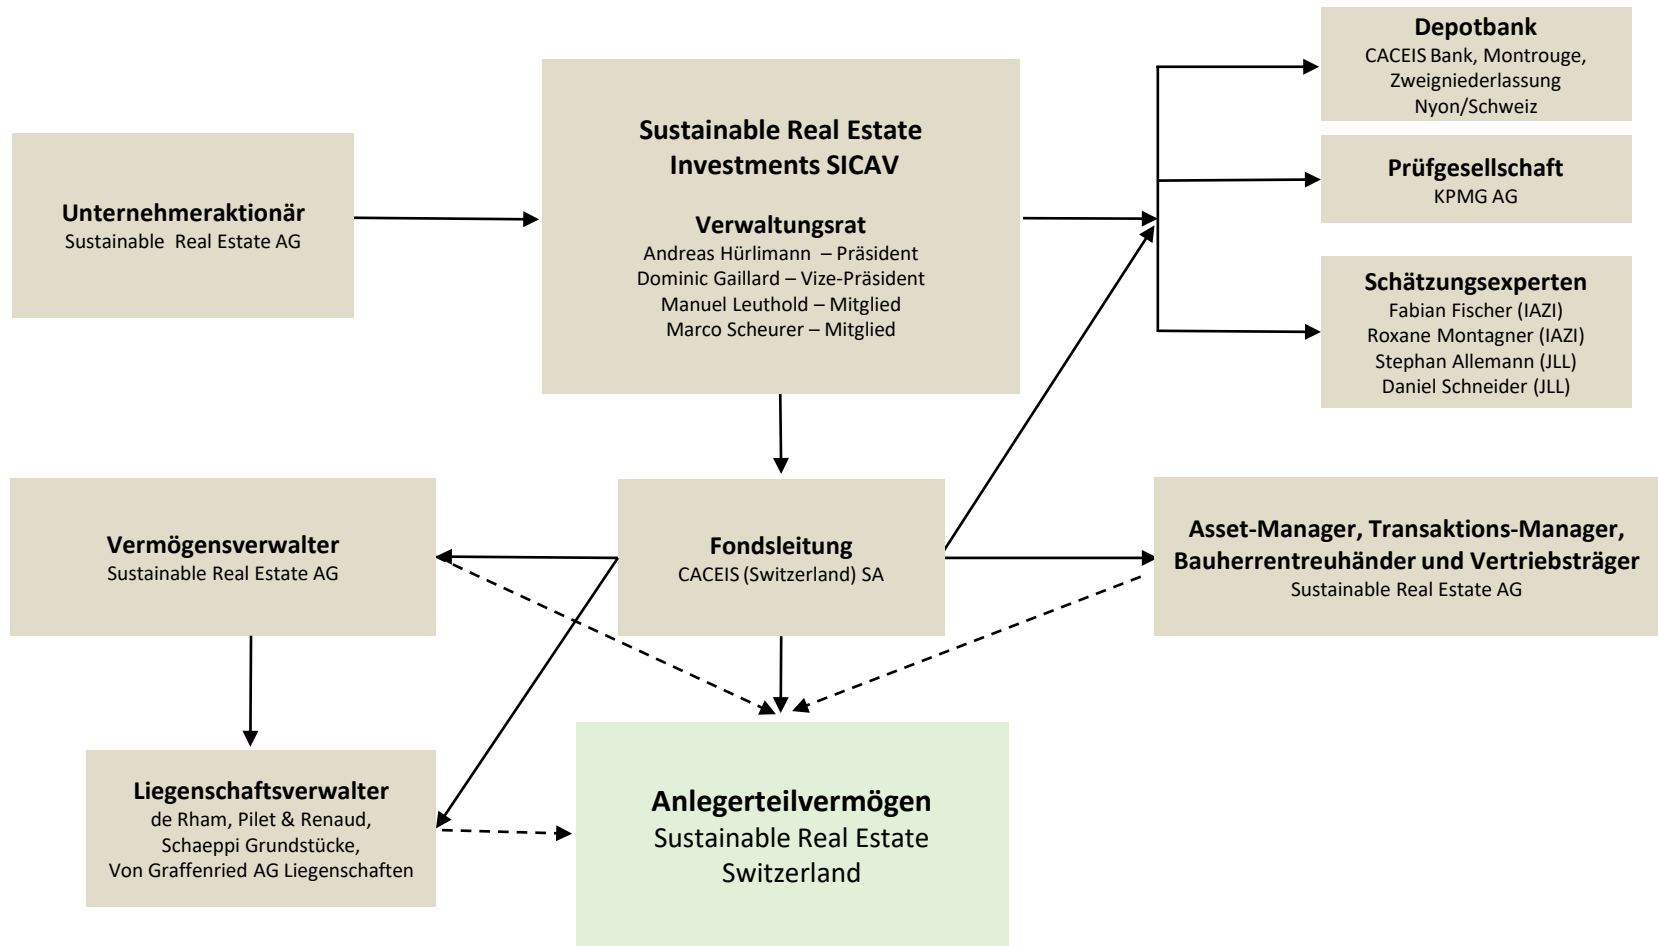 Depotbank
CACEIS Bank, Montrouge,
Zweigniederlassung
Nyon/Schweiz
Sustainable Real Estate
Investments SICAV
Verwaltungsrat
Andreas Hürlimann – Präsident
Dominic Gaillard – Vize-Präsident
Manuel Leuthold – Mitglied
Marco Scheurer – Mitglied
Unternehmeraktionär
Sustainable Real Estate AG
Prüfgesellschaft
KPMG AG
Schätzungsexperten
Fabian Fischer (IAZI)
Roxane Montagner (IAZI)
Stephan Allemann (JLL)
Daniel Schneider (JLL)
Vermögensverwalter
Sustainable Real Estate AG
Fondsleitung
CACEIS (Switzerland) SA
Asset-Manager, Transaktions-Manager,
Bauherrentreuhänder und Vertriebsträger
Sustainable Real Estate AG
Liegenschaftsverwalter
de Rham, Pilet & Renaud,
Schaeppi Grundstücke,
Von Graffenried AG Liegenschaften
Anlegerteilvermögen
Sustainable Real Estate
Switzerland